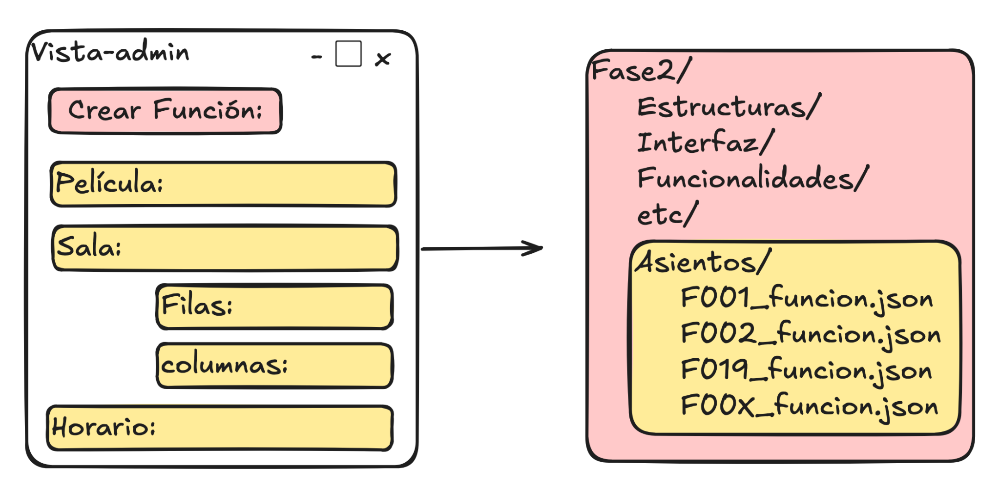 Vista-admin - x
Crear Función:
Película:
Sala:
Filas:
columnas:
Horario:
Fase2/
Estructuras/
Interfaz/
Funcionalidades/
etc/
Asientos/
F001_funcion.json
F002_funcion.json
F019_funcion.json
F00X_funcion.json